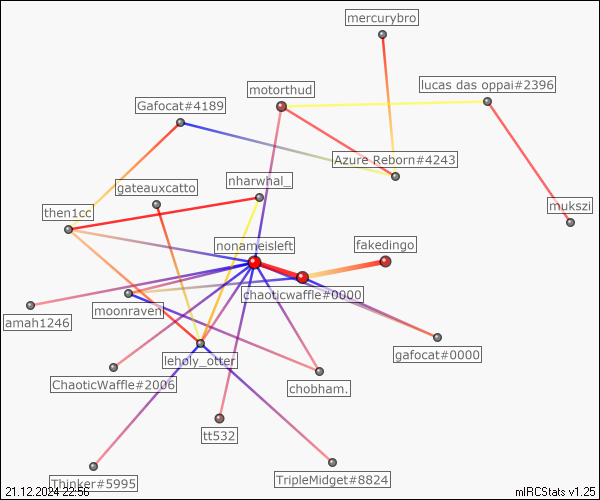 mercurybro
motorthud
lucas das oppai#2396
Gafocat#4189
Azure Reborn#4243
gateauxcatto
nharwhal_
then1cc
mukszi
nonameisleft
fakedingo
chaoticwaffle#0000
moonraven
amah1246
gafocat#0000
leholy_otter
ChaoticWaffle#2006
chobham.
tt532
Thinker#5995
TripleMidget#8824
21.12.2024 22:56
mIRCStats v1.25